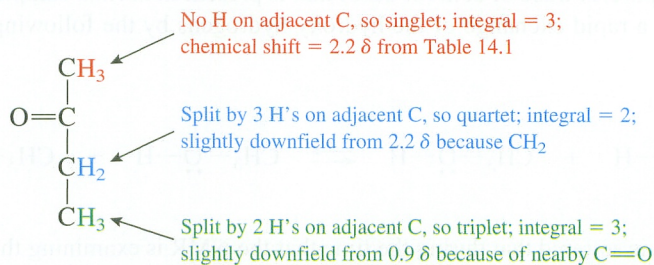 No H on adjacent C, so singlet; integral = 3;
chemical shift = 2.2 δ from Table 14.1
CH3
O=C
Split by 3 H's on adjacent C, so quartet; integral = 2;
slightly downfield from 2.2 δ because CH2
CH2
CH3
Split by 2 H's on adjacent C, so triplet; integral = 3;
slightly downfield from 0.9 δ because of nearby C=O